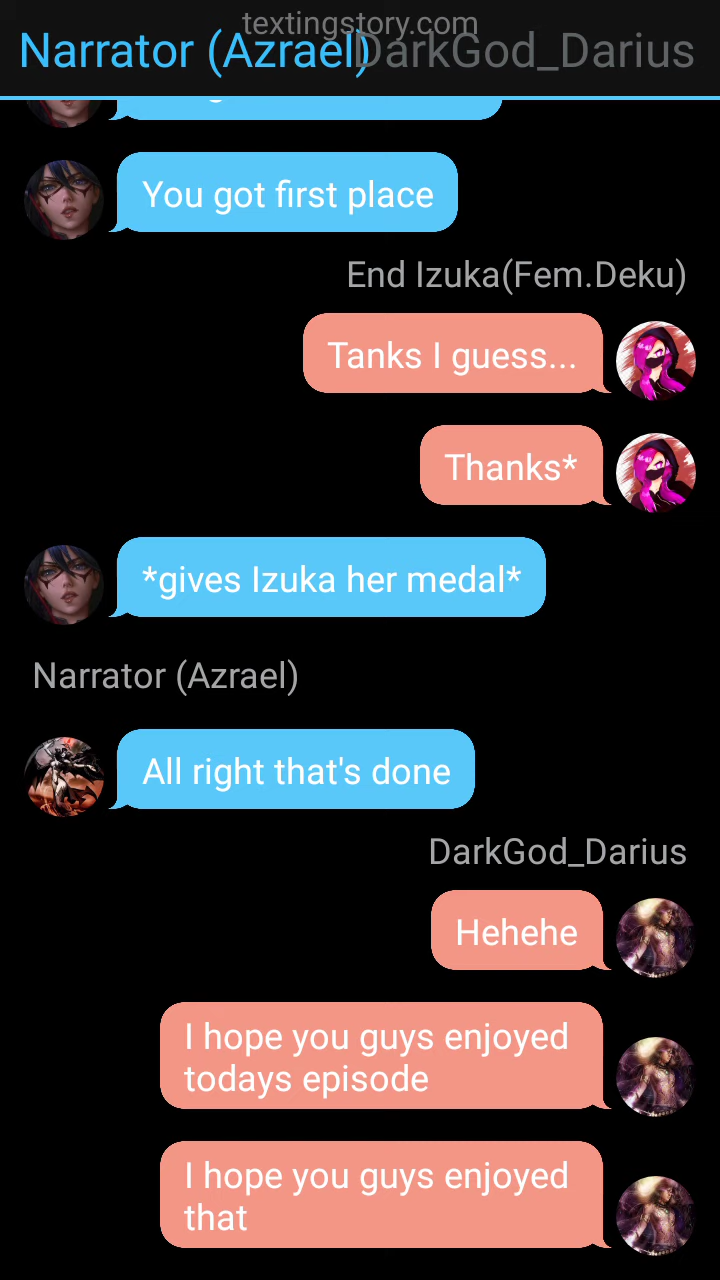 textingstory.com
Narrator (Azrael)
DarkGod_Darius
You got first place
End Izuka(Fem.Deku)
Tanks I guess...
Thanks*
*gives Izuka her medal*
Narrator (Azrael)
All right that's done
DarkGod_Darius
Hehehe
I hope you guys enjoyed
todays episode
I hope you guys enjoyed
that